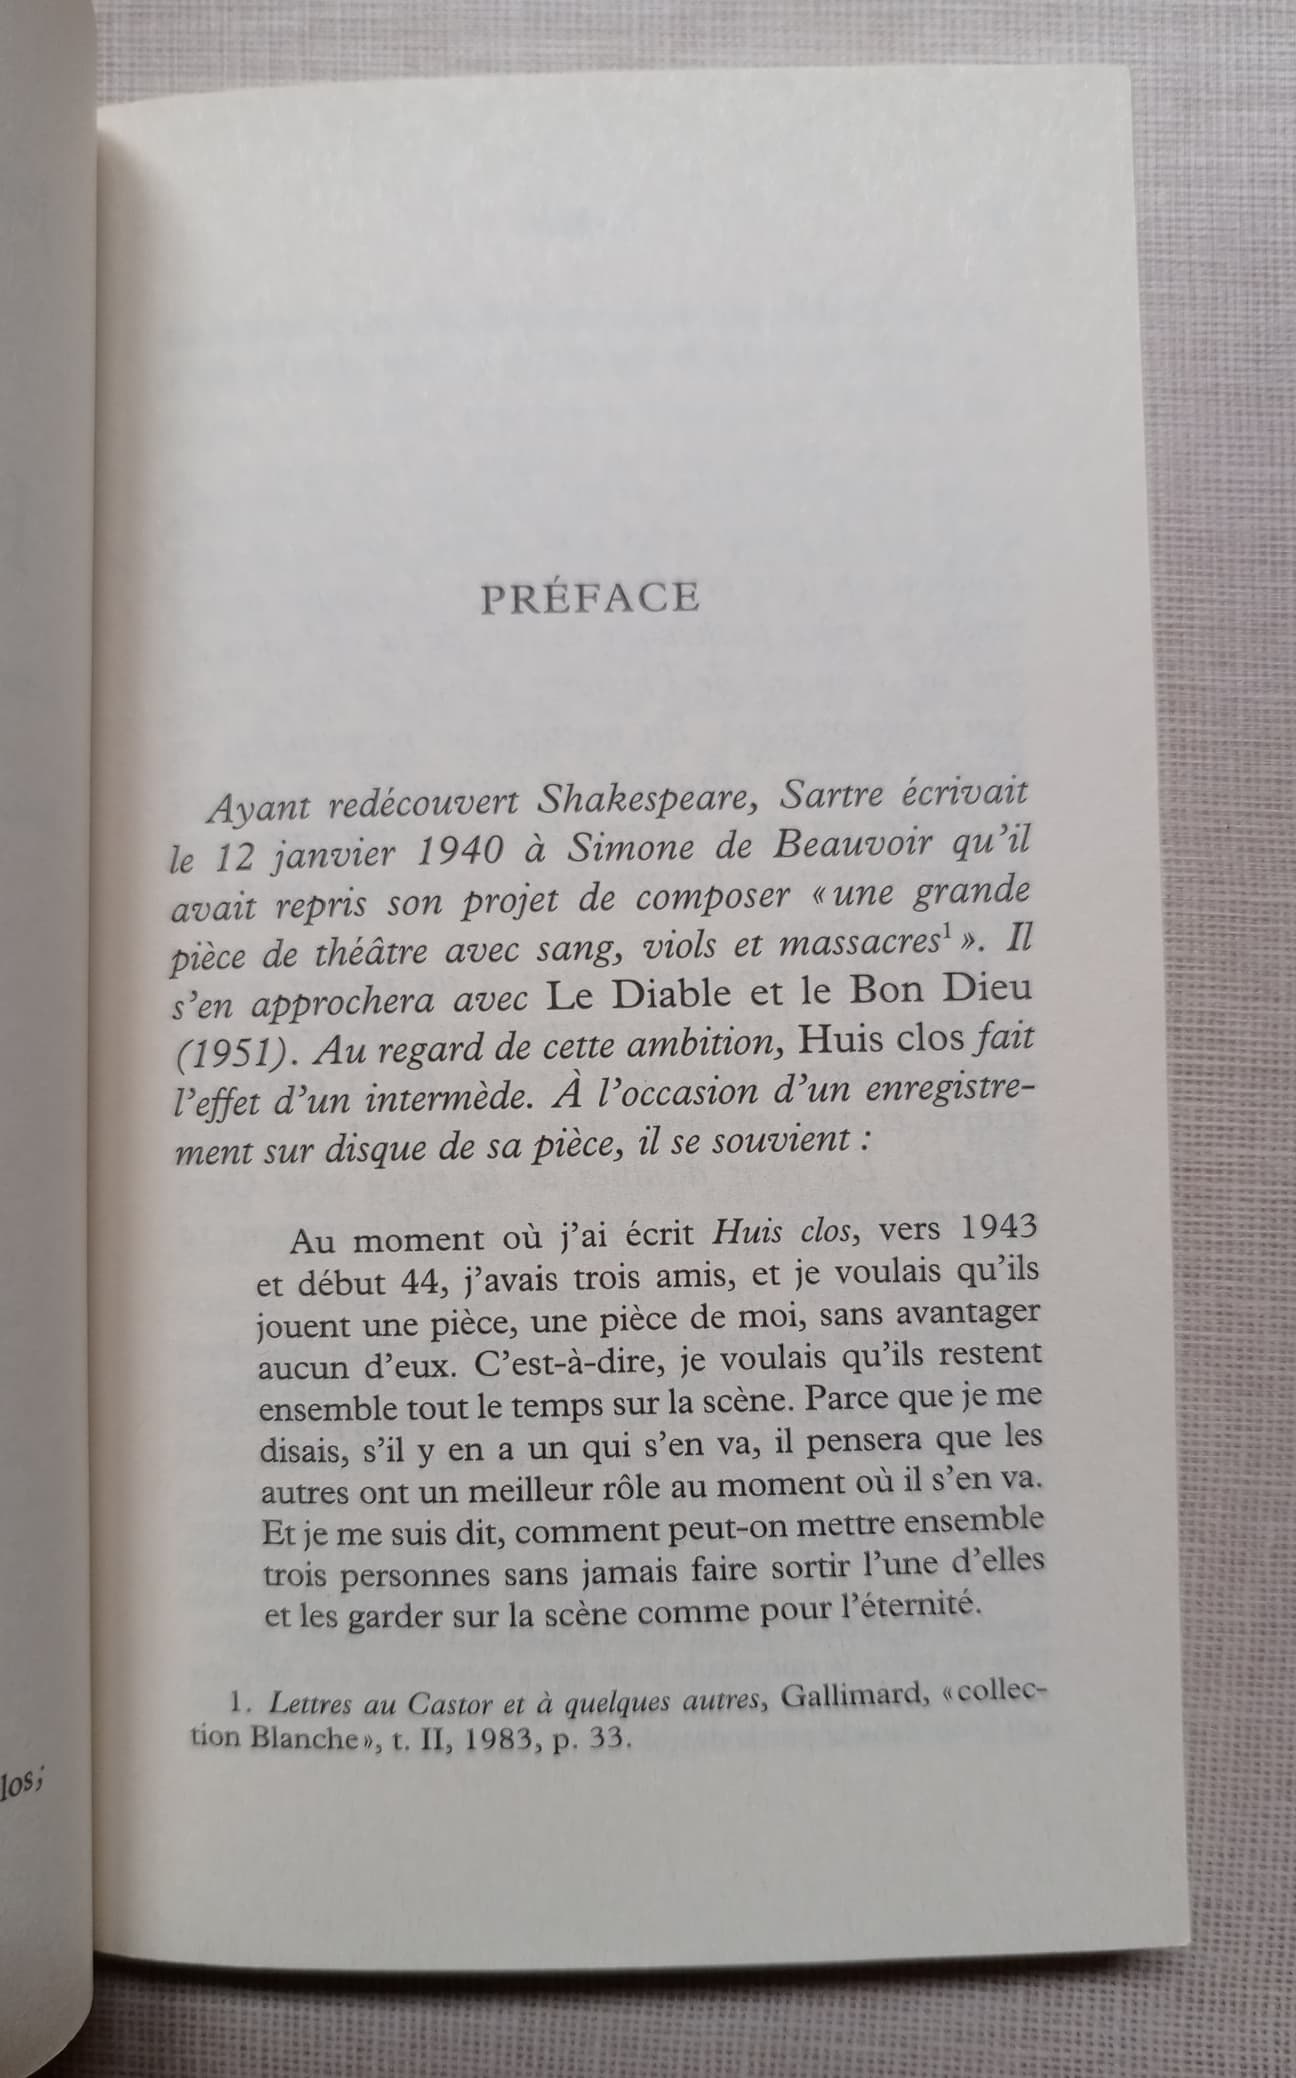 PRÉFACE
Ayant redécouvert Shakespeare, Sartre écrivait
le 12 janvier 1940 à Simone de Beauvoir qu'il
avait repris son projet de composer « une grande
pièce de théâtre avec sang, viols et massacres¹ ». Il
s'en approchera avec Le Diable et le Bon Dieu
(1951). Au regard de cette ambition, Huis clos fait
l'effet d'un intermède. À l'occasion d'un enregistre-
ment sur disque de sa pièce, il se souvient :
Au moment où j'ai écrit Huis clos, vers 1943
et début 44, j'avais trois amis, et je voulais qu'ils
jouent une pièce, une pièce de moi, sans avantager
aucun d'eux. C'est-à-dire, je voulais qu'ils restent
ensemble tout le temps sur la scène. Parce que je me
disais, s'il y en a un qui s'en va, il pensera que les
autres ont un meilleur rôle au moment où il s'en va.
Et je me suis dit, comment peut-on mettre ensemble
trois personnes sans jamais faire sortir l'une d'elles
et les garder sur la scène comme pour l'éternité.
1. Lettres au Castor et à quelques autres, Gallimard, « collec-
tion Blanche », t. II, 1983, p. 33.
los;